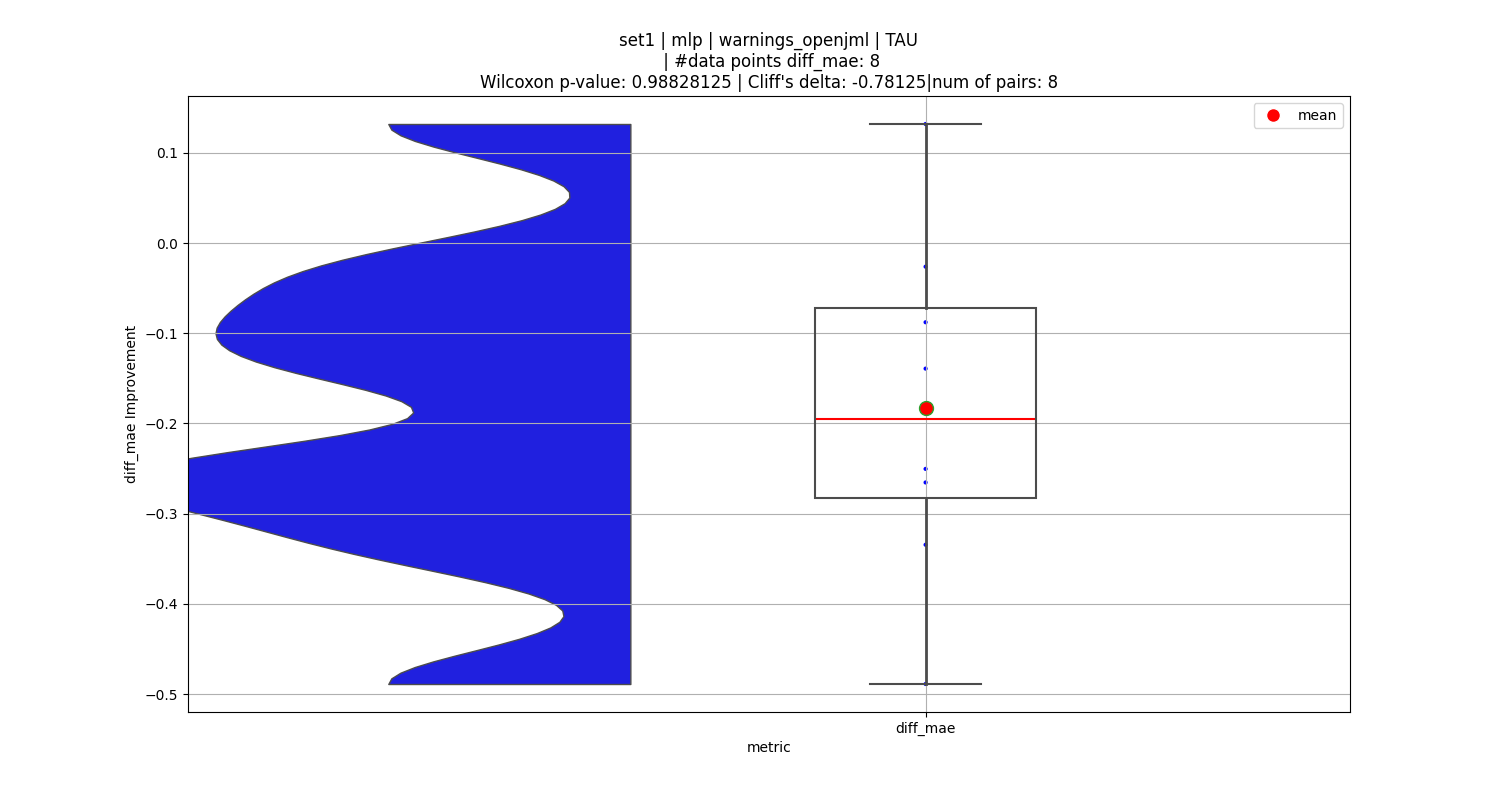 set1 | mlp | warnings_openjml | TAU
| #data points diff_mae: 8
Wilcoxon p-value: 0.98828125 | Cliff's delta: -0.78125|num of pairs: 8
mean
0.1
0.0
−0.1
−0.2
−0.3
−0.4
−0.5
diff_mae Improvement
diff_mae
metric